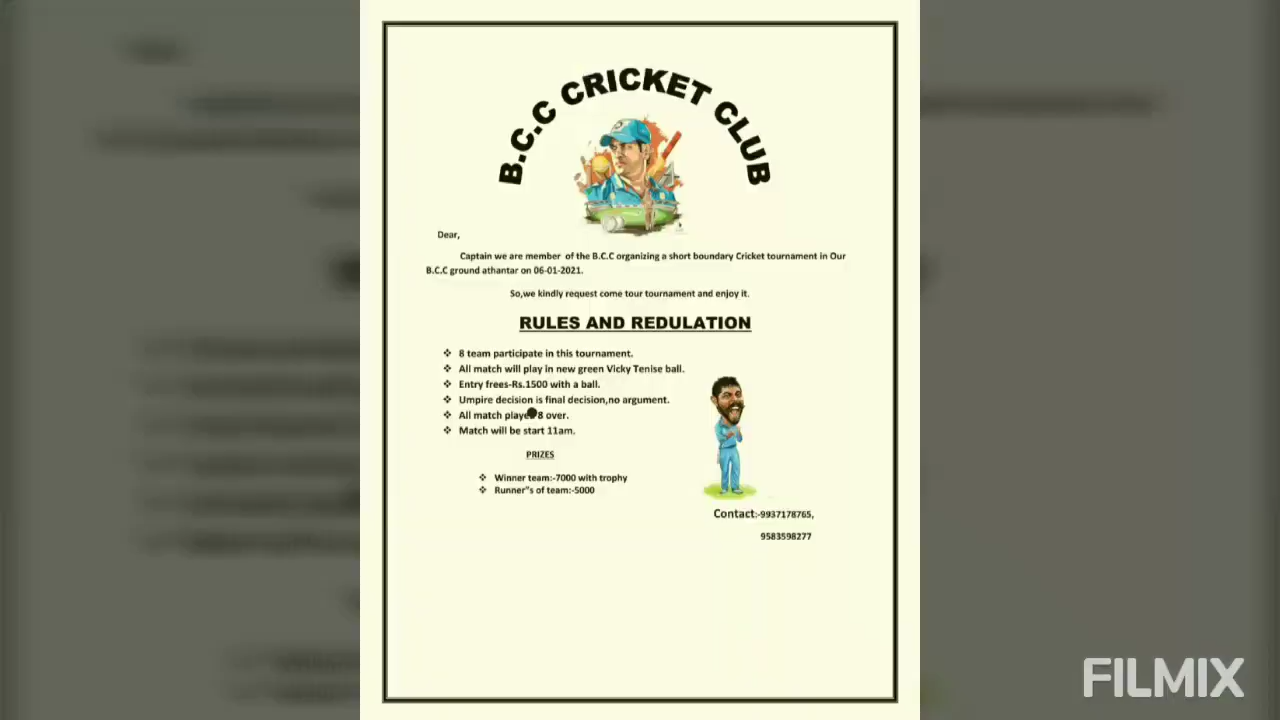 B.C.C CRICKET CLUB
Dear,
Captain we are member of the B.C.C organizing a short boundary Cricket tournament in Our
B.C.C ground athantar on 06-01-2021.
So,we kindly request come tour tournament and enjoy it.
RULES AND REDULATION
❖ 8 team participate in this tournament.
❖ All match will play in new green Vicky Tenise ball.
❖ Entry frees-Rs.1500 with a ball.
❖ Umpire decision is final decision,no argument.
❖ All match played 8 over.
❖ Match will be start 11am.
PRIZES
❖ Winner team:-7000 with trophy
❖ Runner"s of team:-5000
Contact:-9937178765,
9583598277
FILMIX